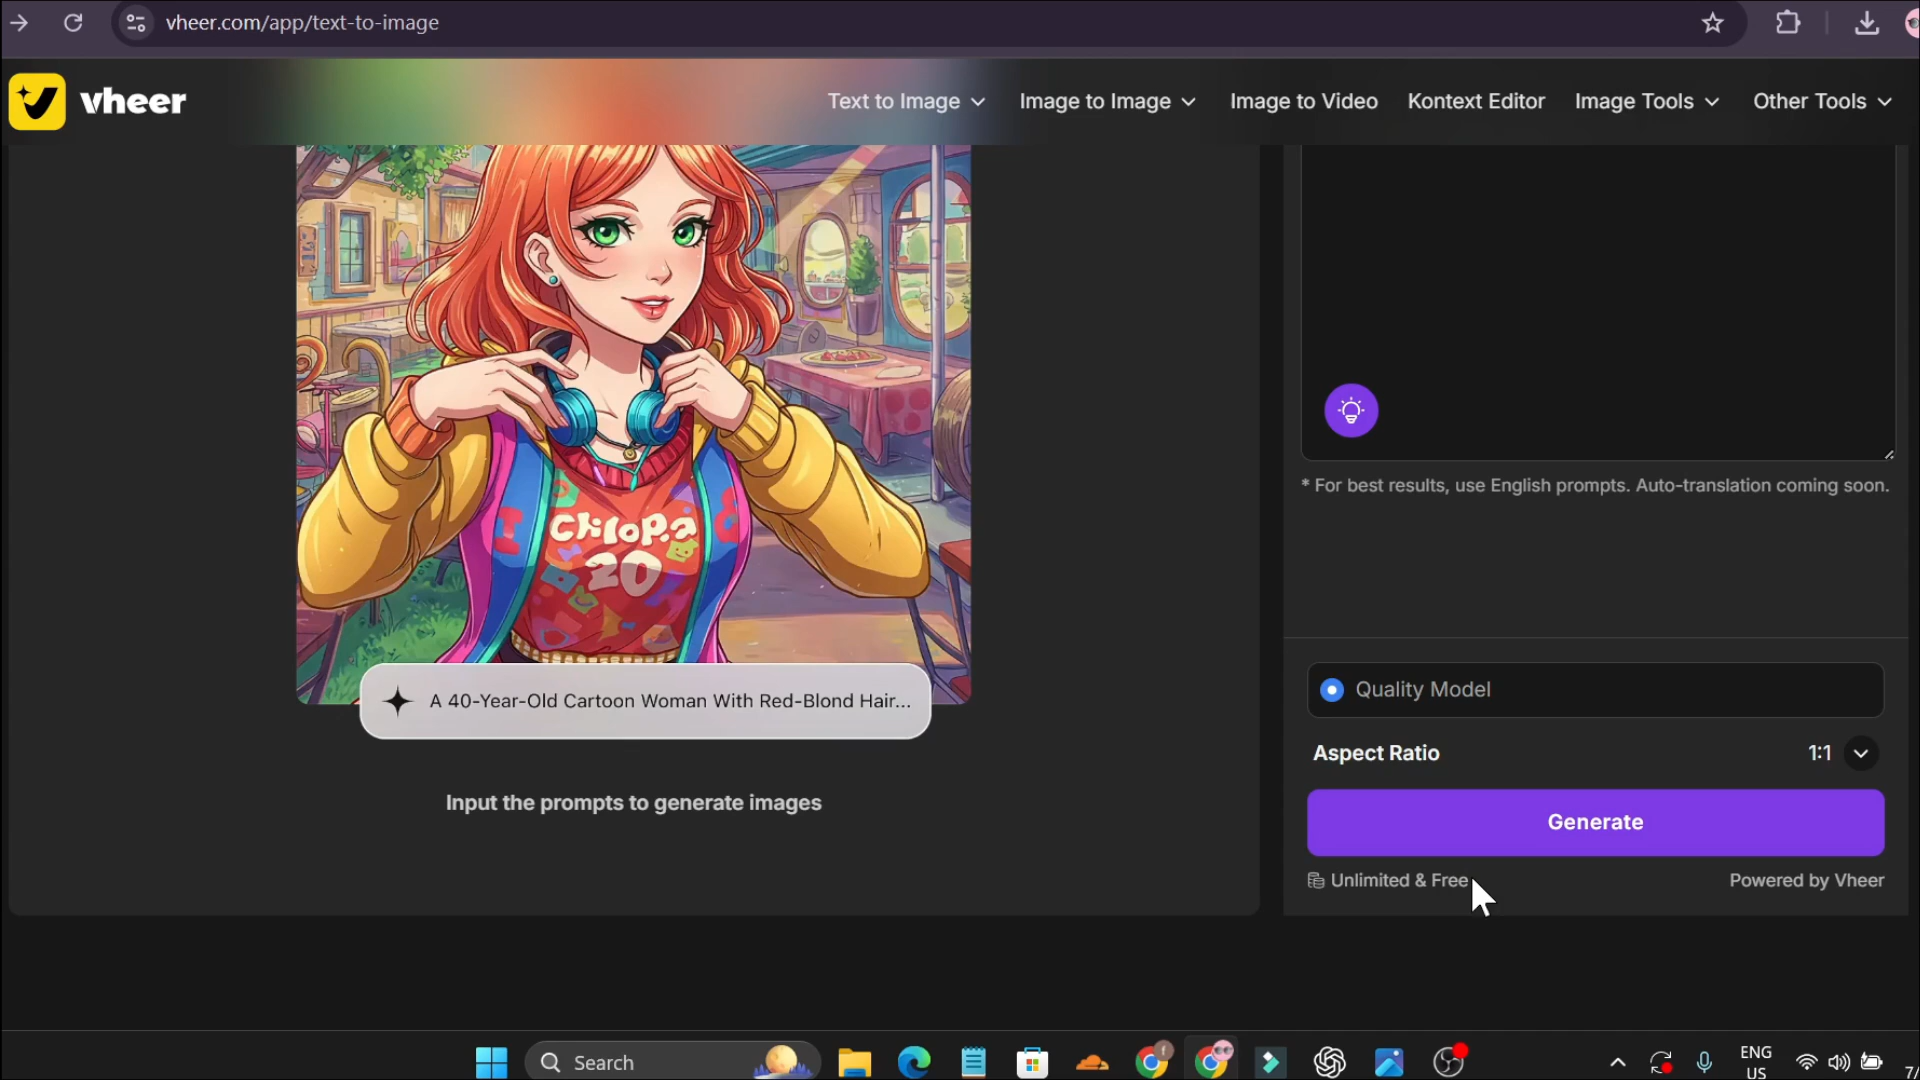 vheer.com/app/text-to-image
vheer
Text to Image
Image to Image
Image to Video
Kontext Editor
Image Tools
Other Tools
Chlopa
20
A 40-Year-Old Cartoon Woman With Red-Blond Hair...
Input the prompts to generate images
* For best results, use English prompts. Auto-translation coming soon.
Quality Model
Aspect Ratio 1:1
Generate
Unlimited & Free
Powered by Vheer
Search
ENG
US
7/